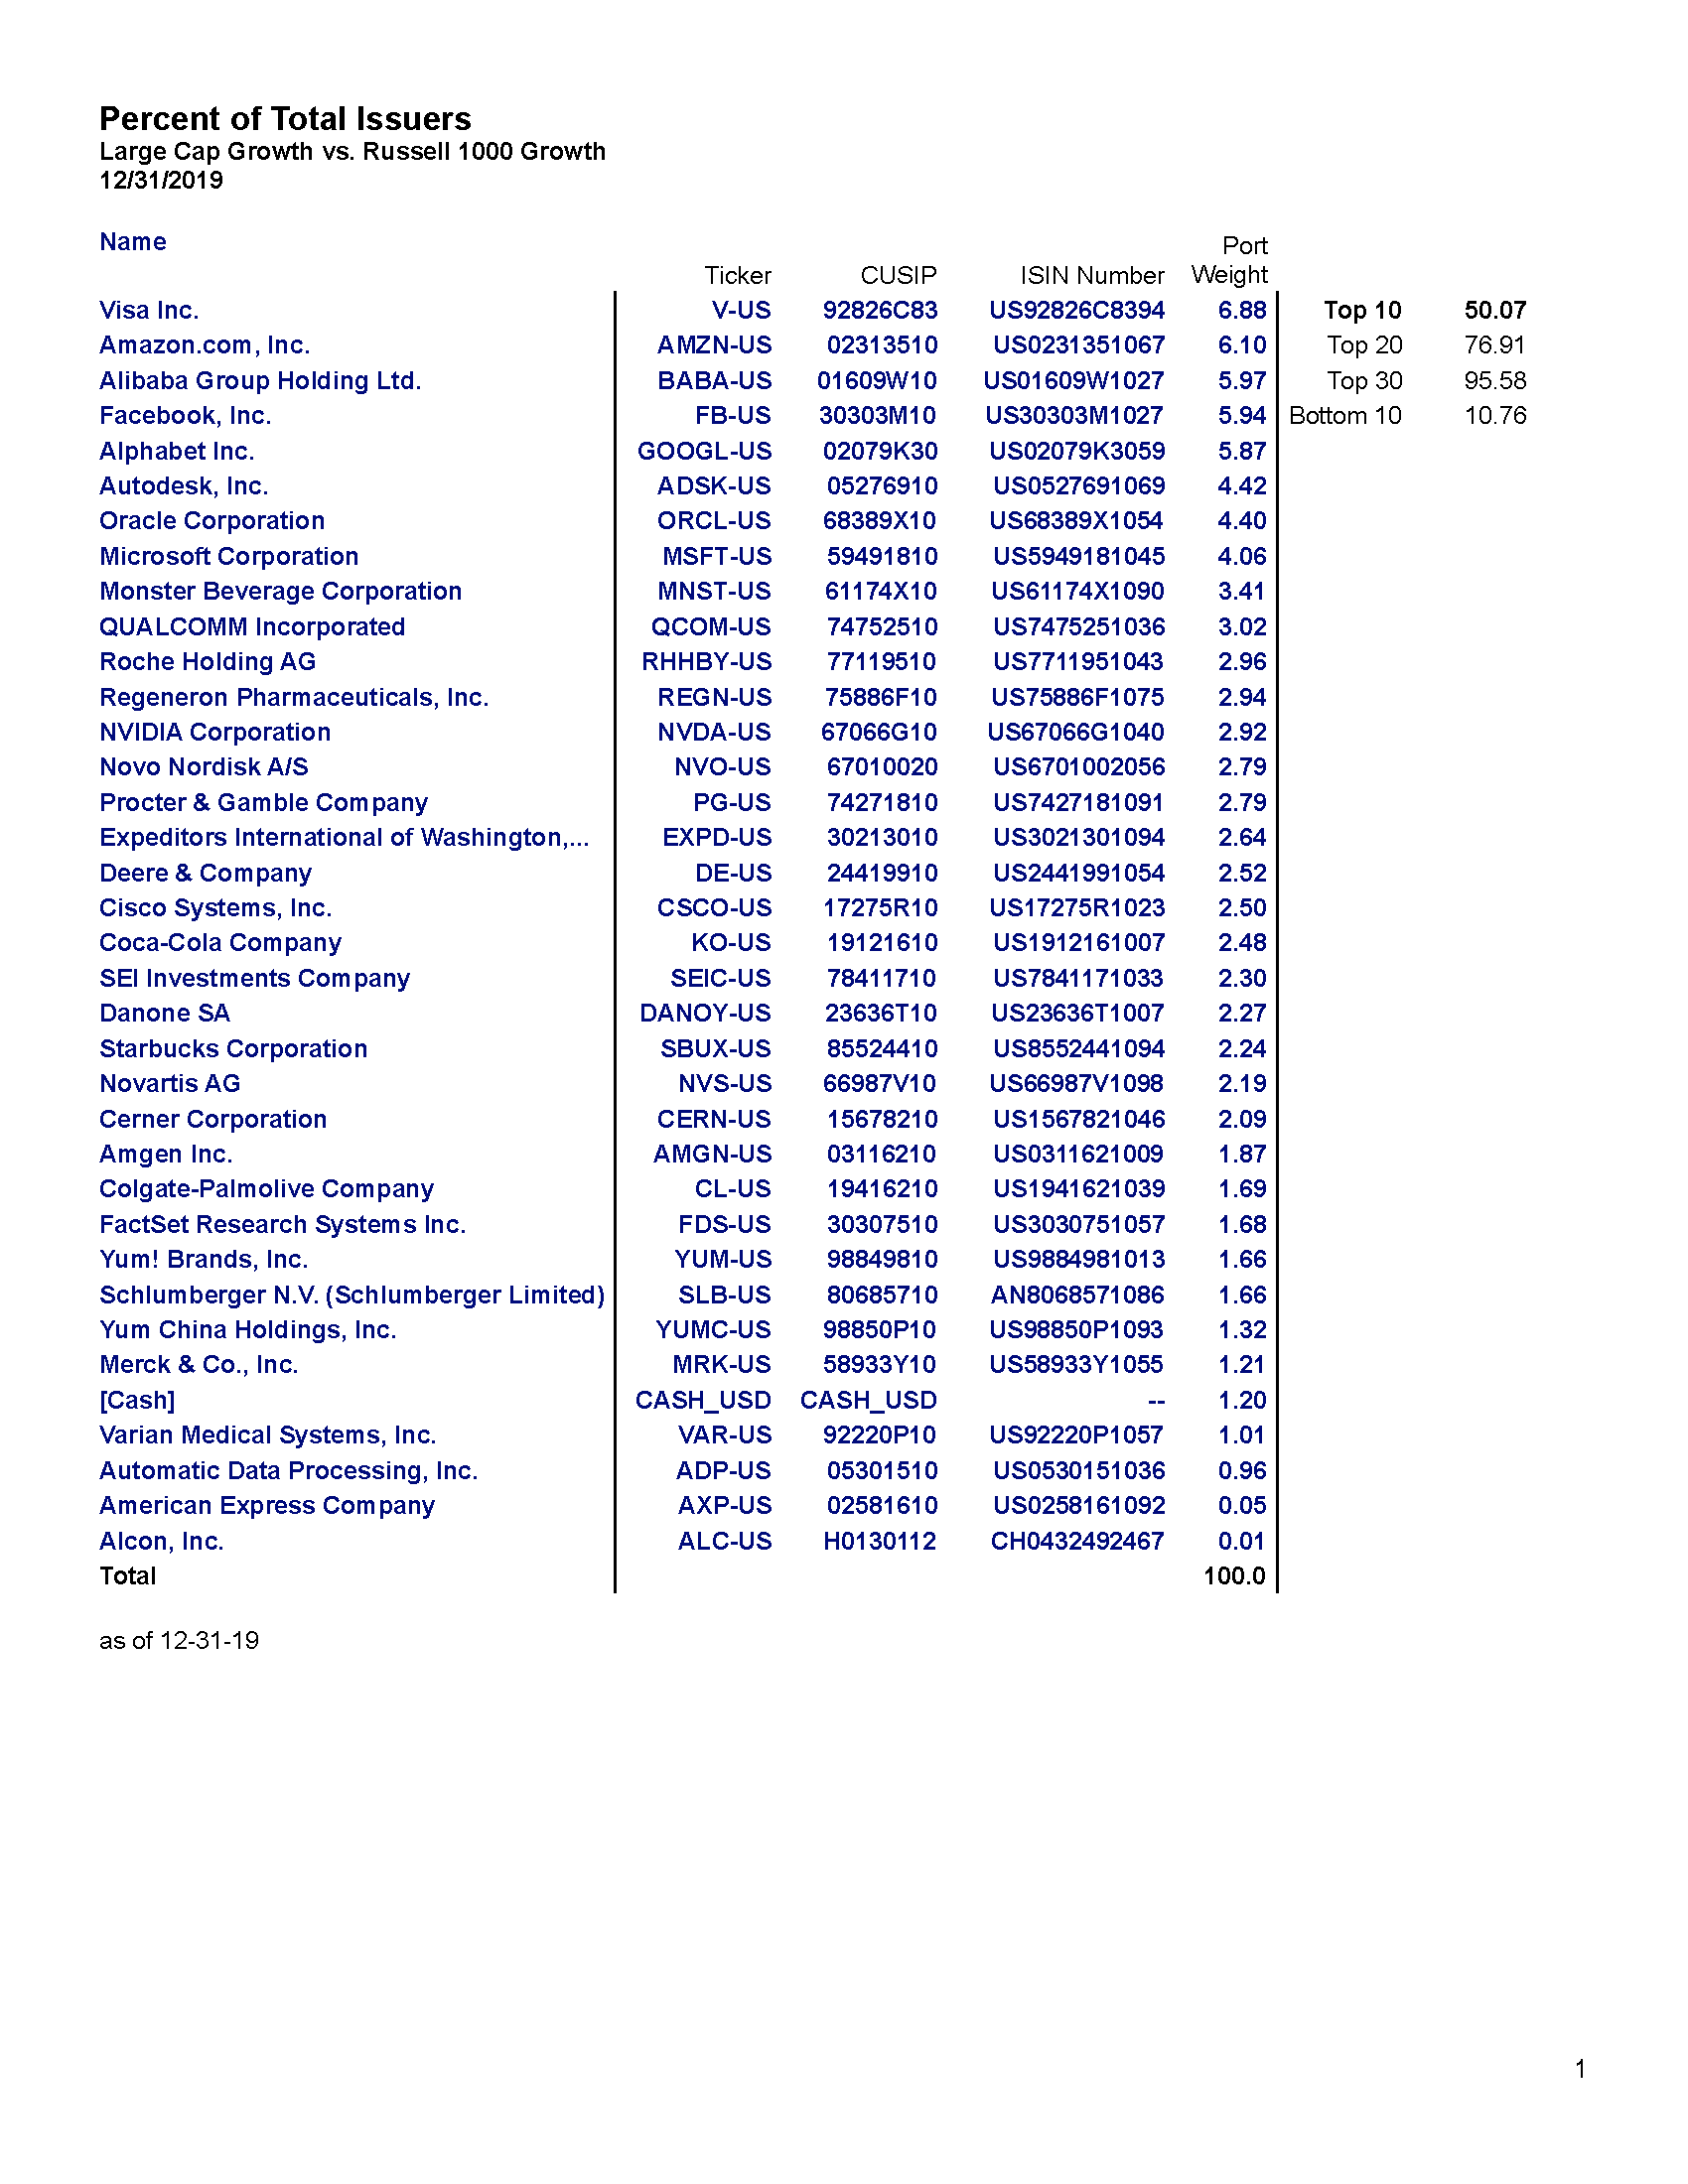 Percent of Total Issuers
Large Cap Growth vs. Russell 1000 Growth
12/31/2019
Name Ticker CUSIP ISIN Number Port Weight
Visa Inc. V-US 92826C83 US92826C8394 6.88 Top 10 50.07
Amazon.com, Inc. AMZN-US 02313510 US0231351067 6.10 Top 20 76.91
Alibaba Group Holding Ltd. BABA-US 01609W10 US01609W1027 5.97 Top 30 95.58
Facebook, Inc. FB-US 30303M10 US30303M1027 5.94 Bottom 10 10.76
Alphabet Inc. GOOGL-US 02079K30 US02079K3059 5.87
Autodesk, Inc. ADSK-US 05276910 US0527691069 4.42
Oracle Corporation ORCL-US 68389X10 US68389X1054 4.40
Microsoft Corporation MSFT-US 59491810 US5949181045 4.06
Monster Beverage Corporation MNST-US 61174X10 US61174X1090 3.41
QUALCOMM Incorporated QCOM-US 74752510 US7475251036 3.02
Roche Holding AG RHHBY-US 77119510 US7711951043 2.96
Regeneron Pharmaceuticals, Inc. REGN-US 75886F10 US75886F1075 2.94
NVIDIA Corporation NVDA-US 67066G10 US67066G1040 2.92
Novo Nordisk A/S NVO-US 67010020 US6701002056 2.79
Procter & Gamble Company PG-US 74271810 US7427181091 2.79
Expeditors International of Washington,... EXPD-US 30213010 US3021301094 2.64
Deere & Company DE-US 24419910 US2441991054 2.52
Cisco Systems, Inc. CSCO-US 17275R10 US17275R1023 2.50
Coca-Cola Company KO-US 19121610 US1912161007 2.48
SEI Investments Company SEIC-US 78411710 US7841171033 2.30
Danone SA DANOY-US 23636T10 US23636T1007 2.27
Starbucks Corporation SBUX-US 85524410 US8552441094 2.24
Novartis AG NVS-US 66987V10 US66987V1098 2.19
Cerner Corporation CERN-US 15678210 US1567821046 2.09
Amgen Inc. AMGN-US 03116210 US0311621009 1.87
Colgate-Palmolive Company CL-US 19416210 US1941621039 1.69
FactSet Research Systems Inc. FDS-US 30307510 US3030751057 1.68
Yum! Brands, Inc. YUM-US 98849810 US9884981013 1.66
Schlumberger N.V. (Schlumberger Limited) SLB-US 80685710 AN8068571086 1.66
Yum China Holdings, Inc. YUMC-US 98850P10 US98850P1093 1.32
Merck & Co., Inc. MRK-US 58933Y10 US58933Y1055 1.21
[Cash] CASH_USD CASH_USD -- 1.20
Varian Medical Systems, Inc. VAR-US 92220P10 US92220P1057 1.01
Automatic Data Processing, Inc. ADP-US 05301510 US0530151036 0.96
American Express Company AXP-US 02581610 US0258161092 0.05
Alcon, Inc. ALC-US H0130112 CH0432492467 0.01
Total 100.0
as of 12-31-19
1